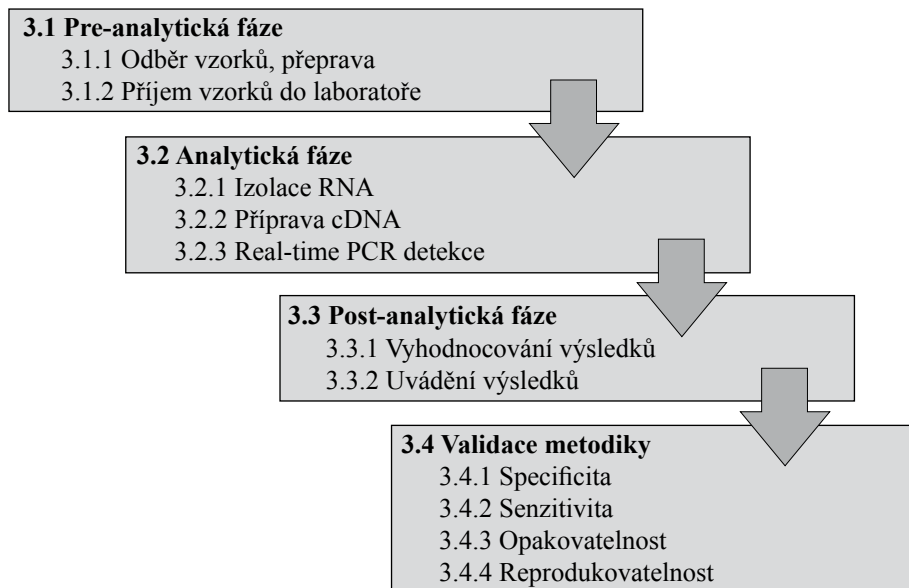 3.1 Pre-analytická fáze
3.1.1 Odběr vzorků, přeprava
3.1.2 Příjem vzorků do laboratoře
3.2 Analytická fáze
3.2.1 Izolace RNA
3.2.2 Příprava cDNA
3.2.3 Real-time PCR detekce
3.3 Post-analytická fáze
3.3.1 Vyhodnocování výsledků
3.3.2 Uvádění výsledků
3.4 Validace metodiky
3.4.1 Specificita
3.4.2 Senzitivita
3.4.3 Opakovatelnost
3.4.4 Reprodukovatelnost